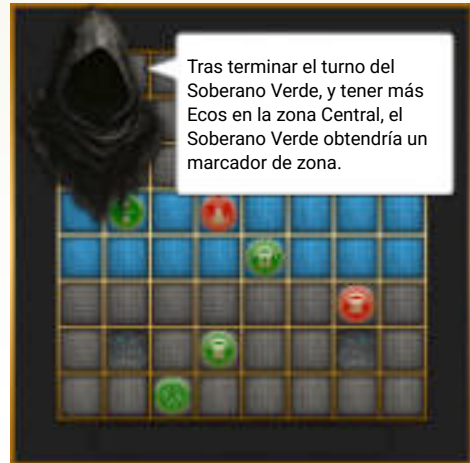 Tras terminar el turno del
Soberano Verde, y tener más
Ecos en la zona Central, el
Soberano Verde obtendría un
marcador de zona.